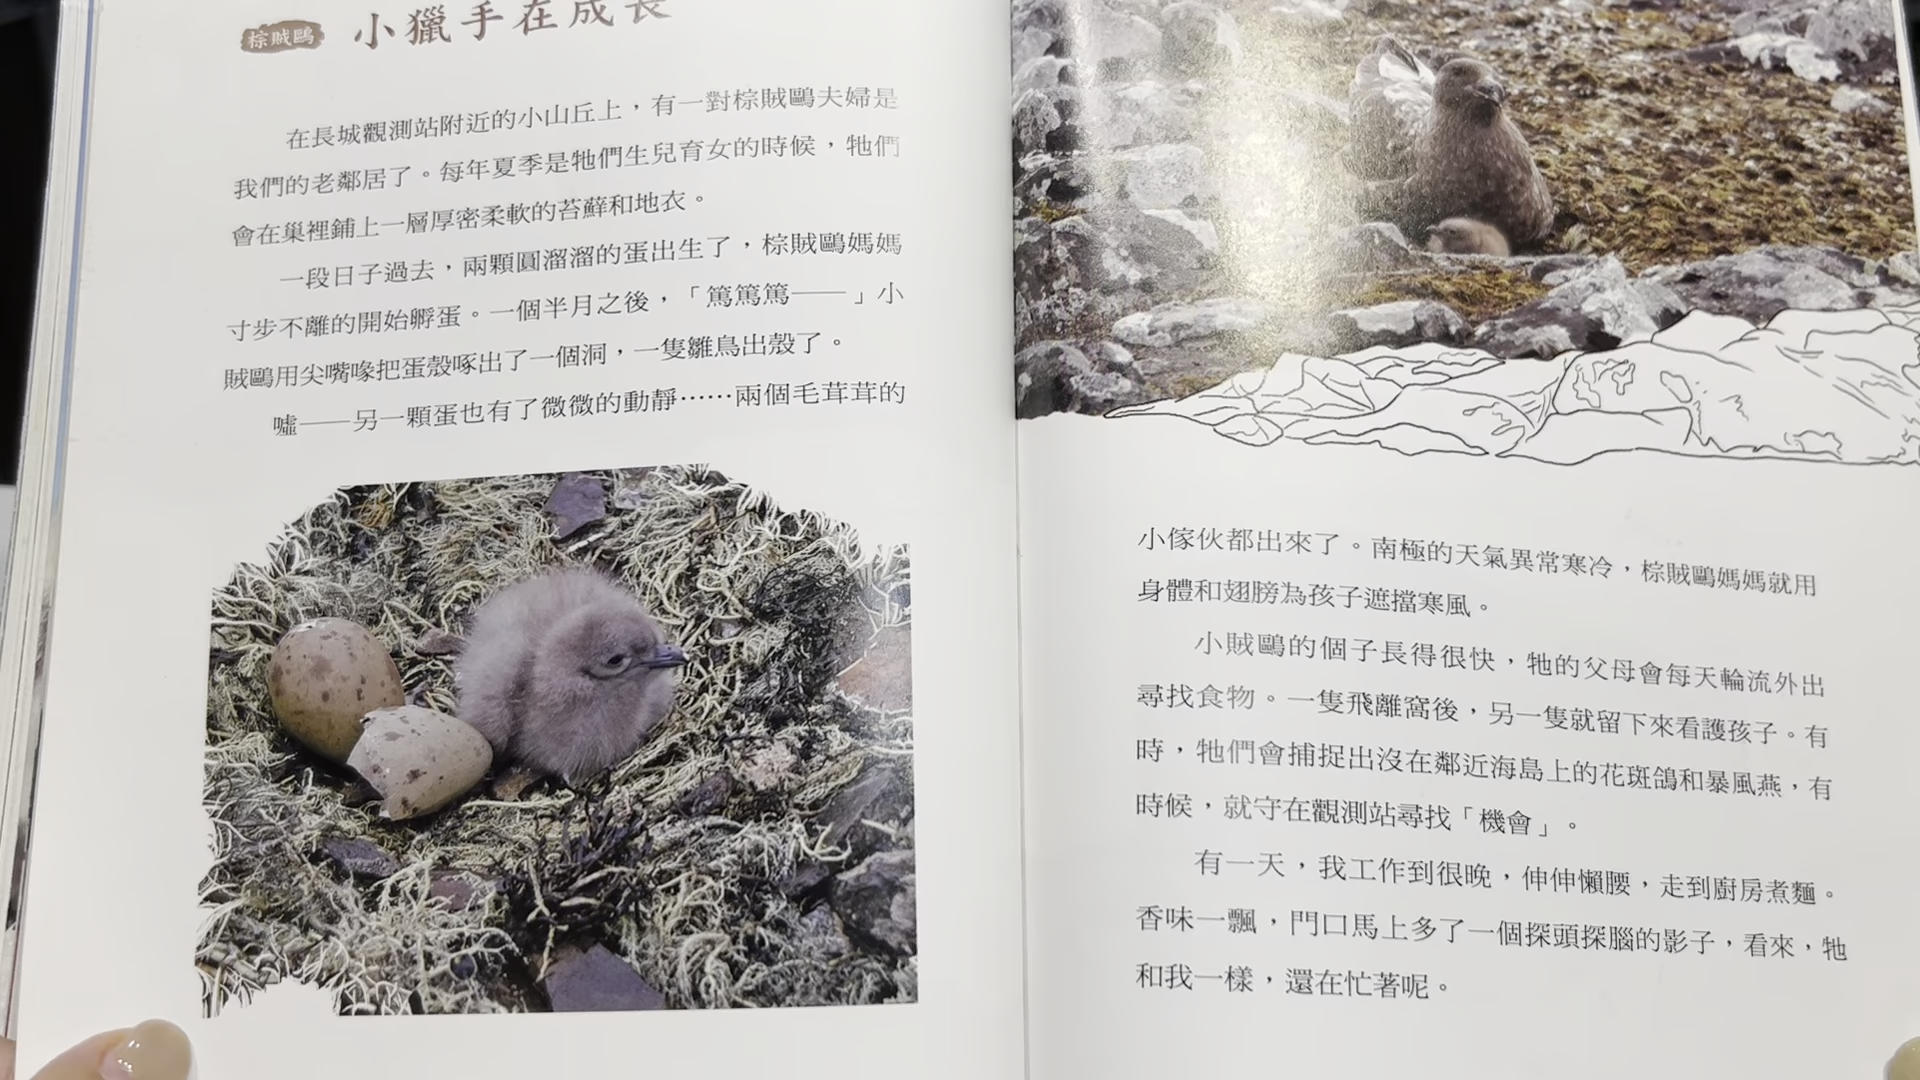 棕賊鷗
小獵手在成長
在長城觀測站附近的小山丘上，有一對棕賊鷗夫婦是
我們的老鄰居了。每年夏季是牠們生兒育女的時候，牠們
會在巢裡鋪上一層厚密柔軟的苔蘚和地衣。
一段日子過去，兩顆圓溜溜的蛋出生了，棕賊鷗媽媽
寸步不離的開始孵蛋。一個半月之後，「篤篤篤——」小
賊鷗用尖嘴喙把蛋殼啄出了一個洞，一隻雛鳥出殼了。
噓——另一顆蛋也有了微微的動靜……兩個毛茸茸的
小傢伙都出來了。南極的天氣異常寒冷，棕賊鷗媽媽就用
身體和翅膀為孩子遮擋寒風。
小賊鷗的個子長得很快，牠的父母會每天輪流外出
尋找食物。一隻飛離窩後，另一隻就留下來看護孩子。有
時，牠們會捕捉出沒在鄰近海島上的花斑鴿和暴風燕，有
時候，就守在觀測站尋找「機會」。
有一天，我工作到很晚，伸伸懶腰，走到廚房煮麵。
香味一飄，門口馬上多了一個探頭探腦的影子，看來，牠
和我一樣，還在忙著呢。